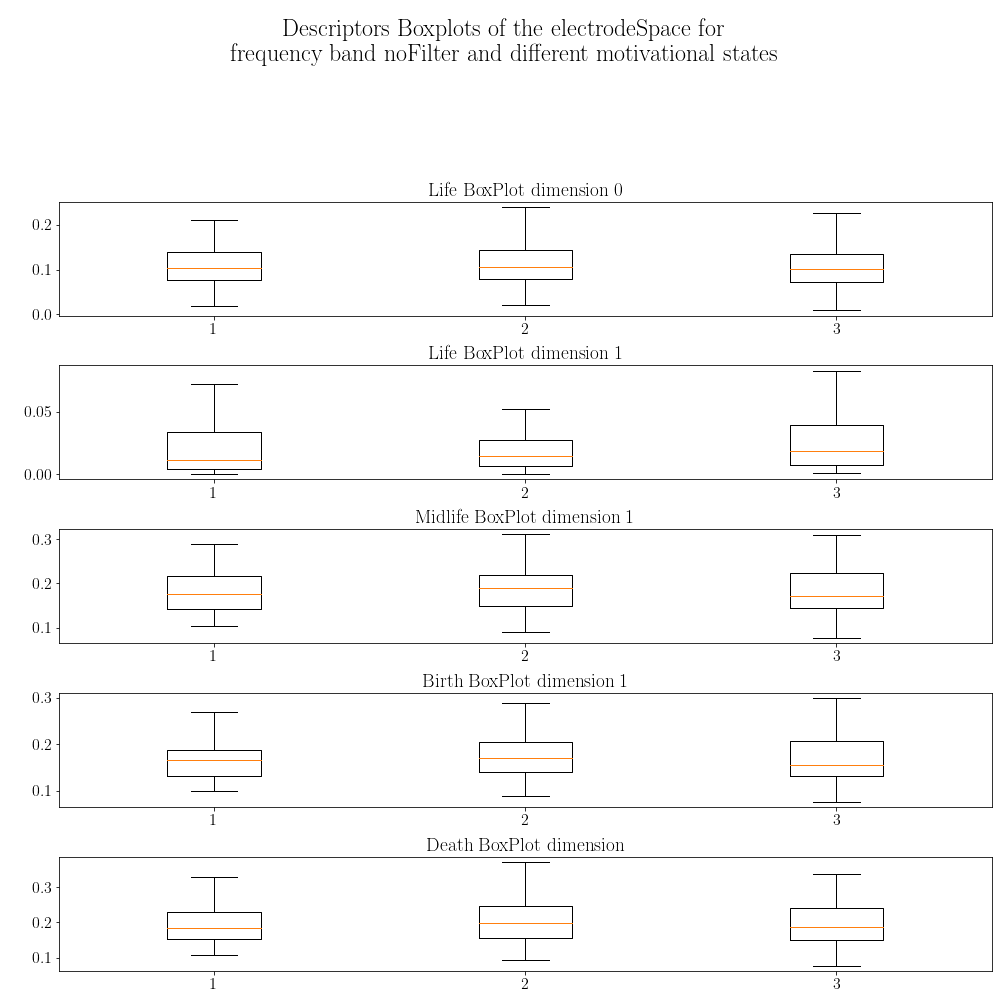 Descriptors Boxplots of the electrodeSpace for
frequency band noFilter and different motivational states
Life BoxPlot dimension 0
0.2
0.1
0.0
1 2 3
Life BoxPlot dimension 1
0.05
0.00
1 2 3
Midlife BoxPlot dimension 1
0.3
0.2
0.1
1 2 3
Birth BoxPlot dimension 1
0.3
0.2
0.1
1 2 3
Death BoxPlot dimension
0.3
0.2
0.1
1 2 3